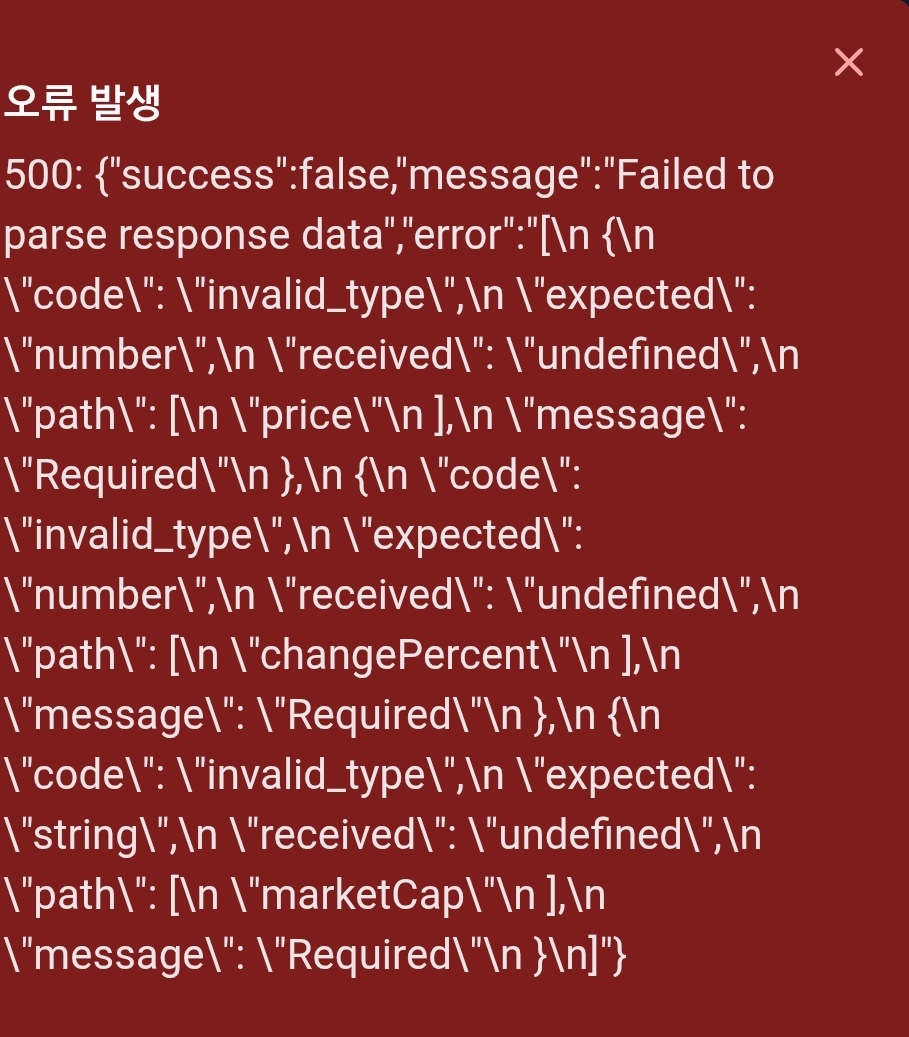 오류 발생
500: {"success":false,"message":"Failed to
parse response data","error":"[\n {\n
\"code\": \"invalid_type\",\n \"expected\":
\"number\",\n \"received\": \"undefined\",\n
\"path\": [\n \"price\"\n ],\n \"message\":
\"Required\"\n },\n {\n \"code\":
\"invalid_type\",\n \"expected\":
\"number\",\n \"received\": \"undefined\",\n
\"path\": [\n \"changePercent\"\n ],\n
\"message\": \"Required\"\n },\n {\n
\"code\": \"invalid_type\",\n \"expected\":
\"string\",\n \"received\": \"undefined\",\n
\"path\": [\n \"marketCap\"\n ],\n
\"message\": \"Required\"\n }\n]"}